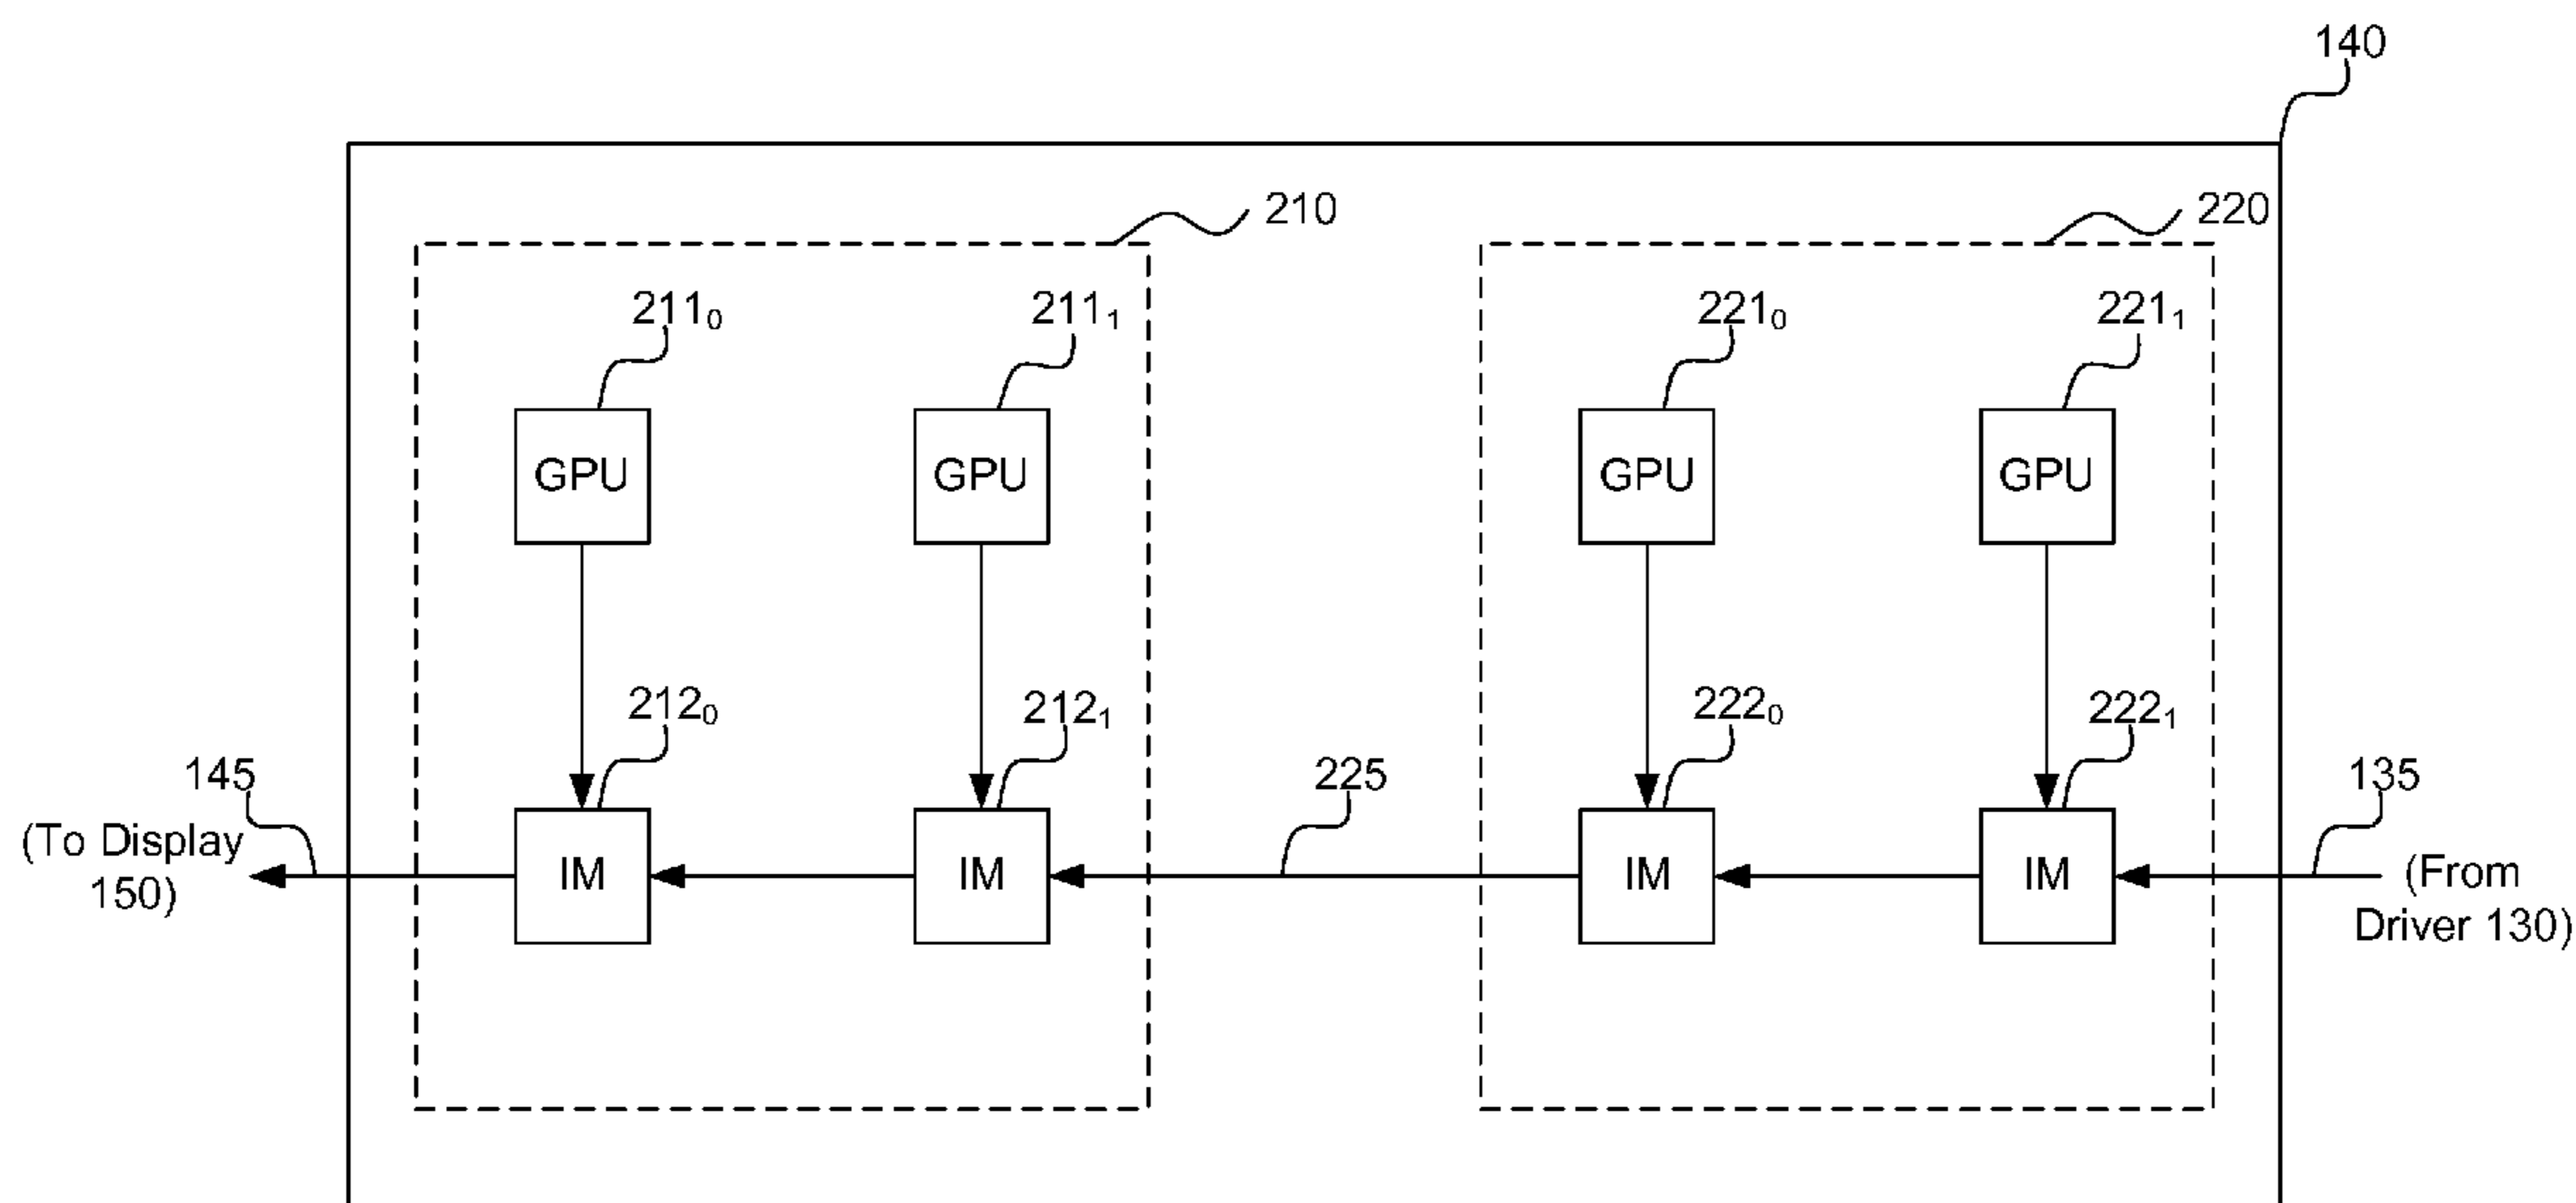 140
210
220
211₀
211₁
221₀
221₁
GPU
GPU
GPU
GPU
212₀
212₁
222₀
222₁
145
225
135
(To Display
150)
IM
IM
IM
IM
(From
Driver 130)